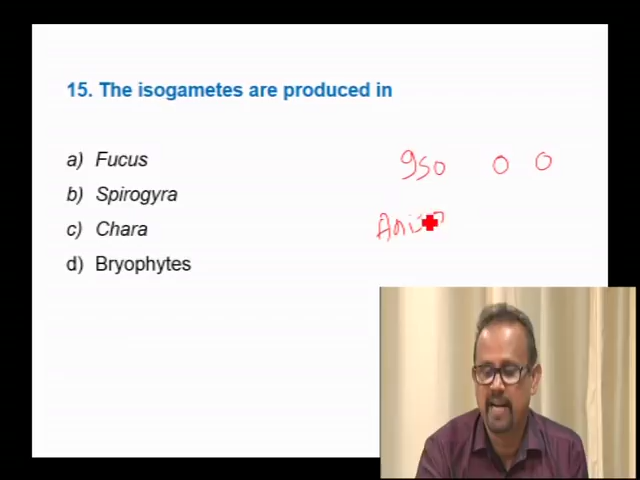 15. The isogametes are produced in
a) Fucus
b) Spirogyra
c) Chara
d) Bryophytes
Iso